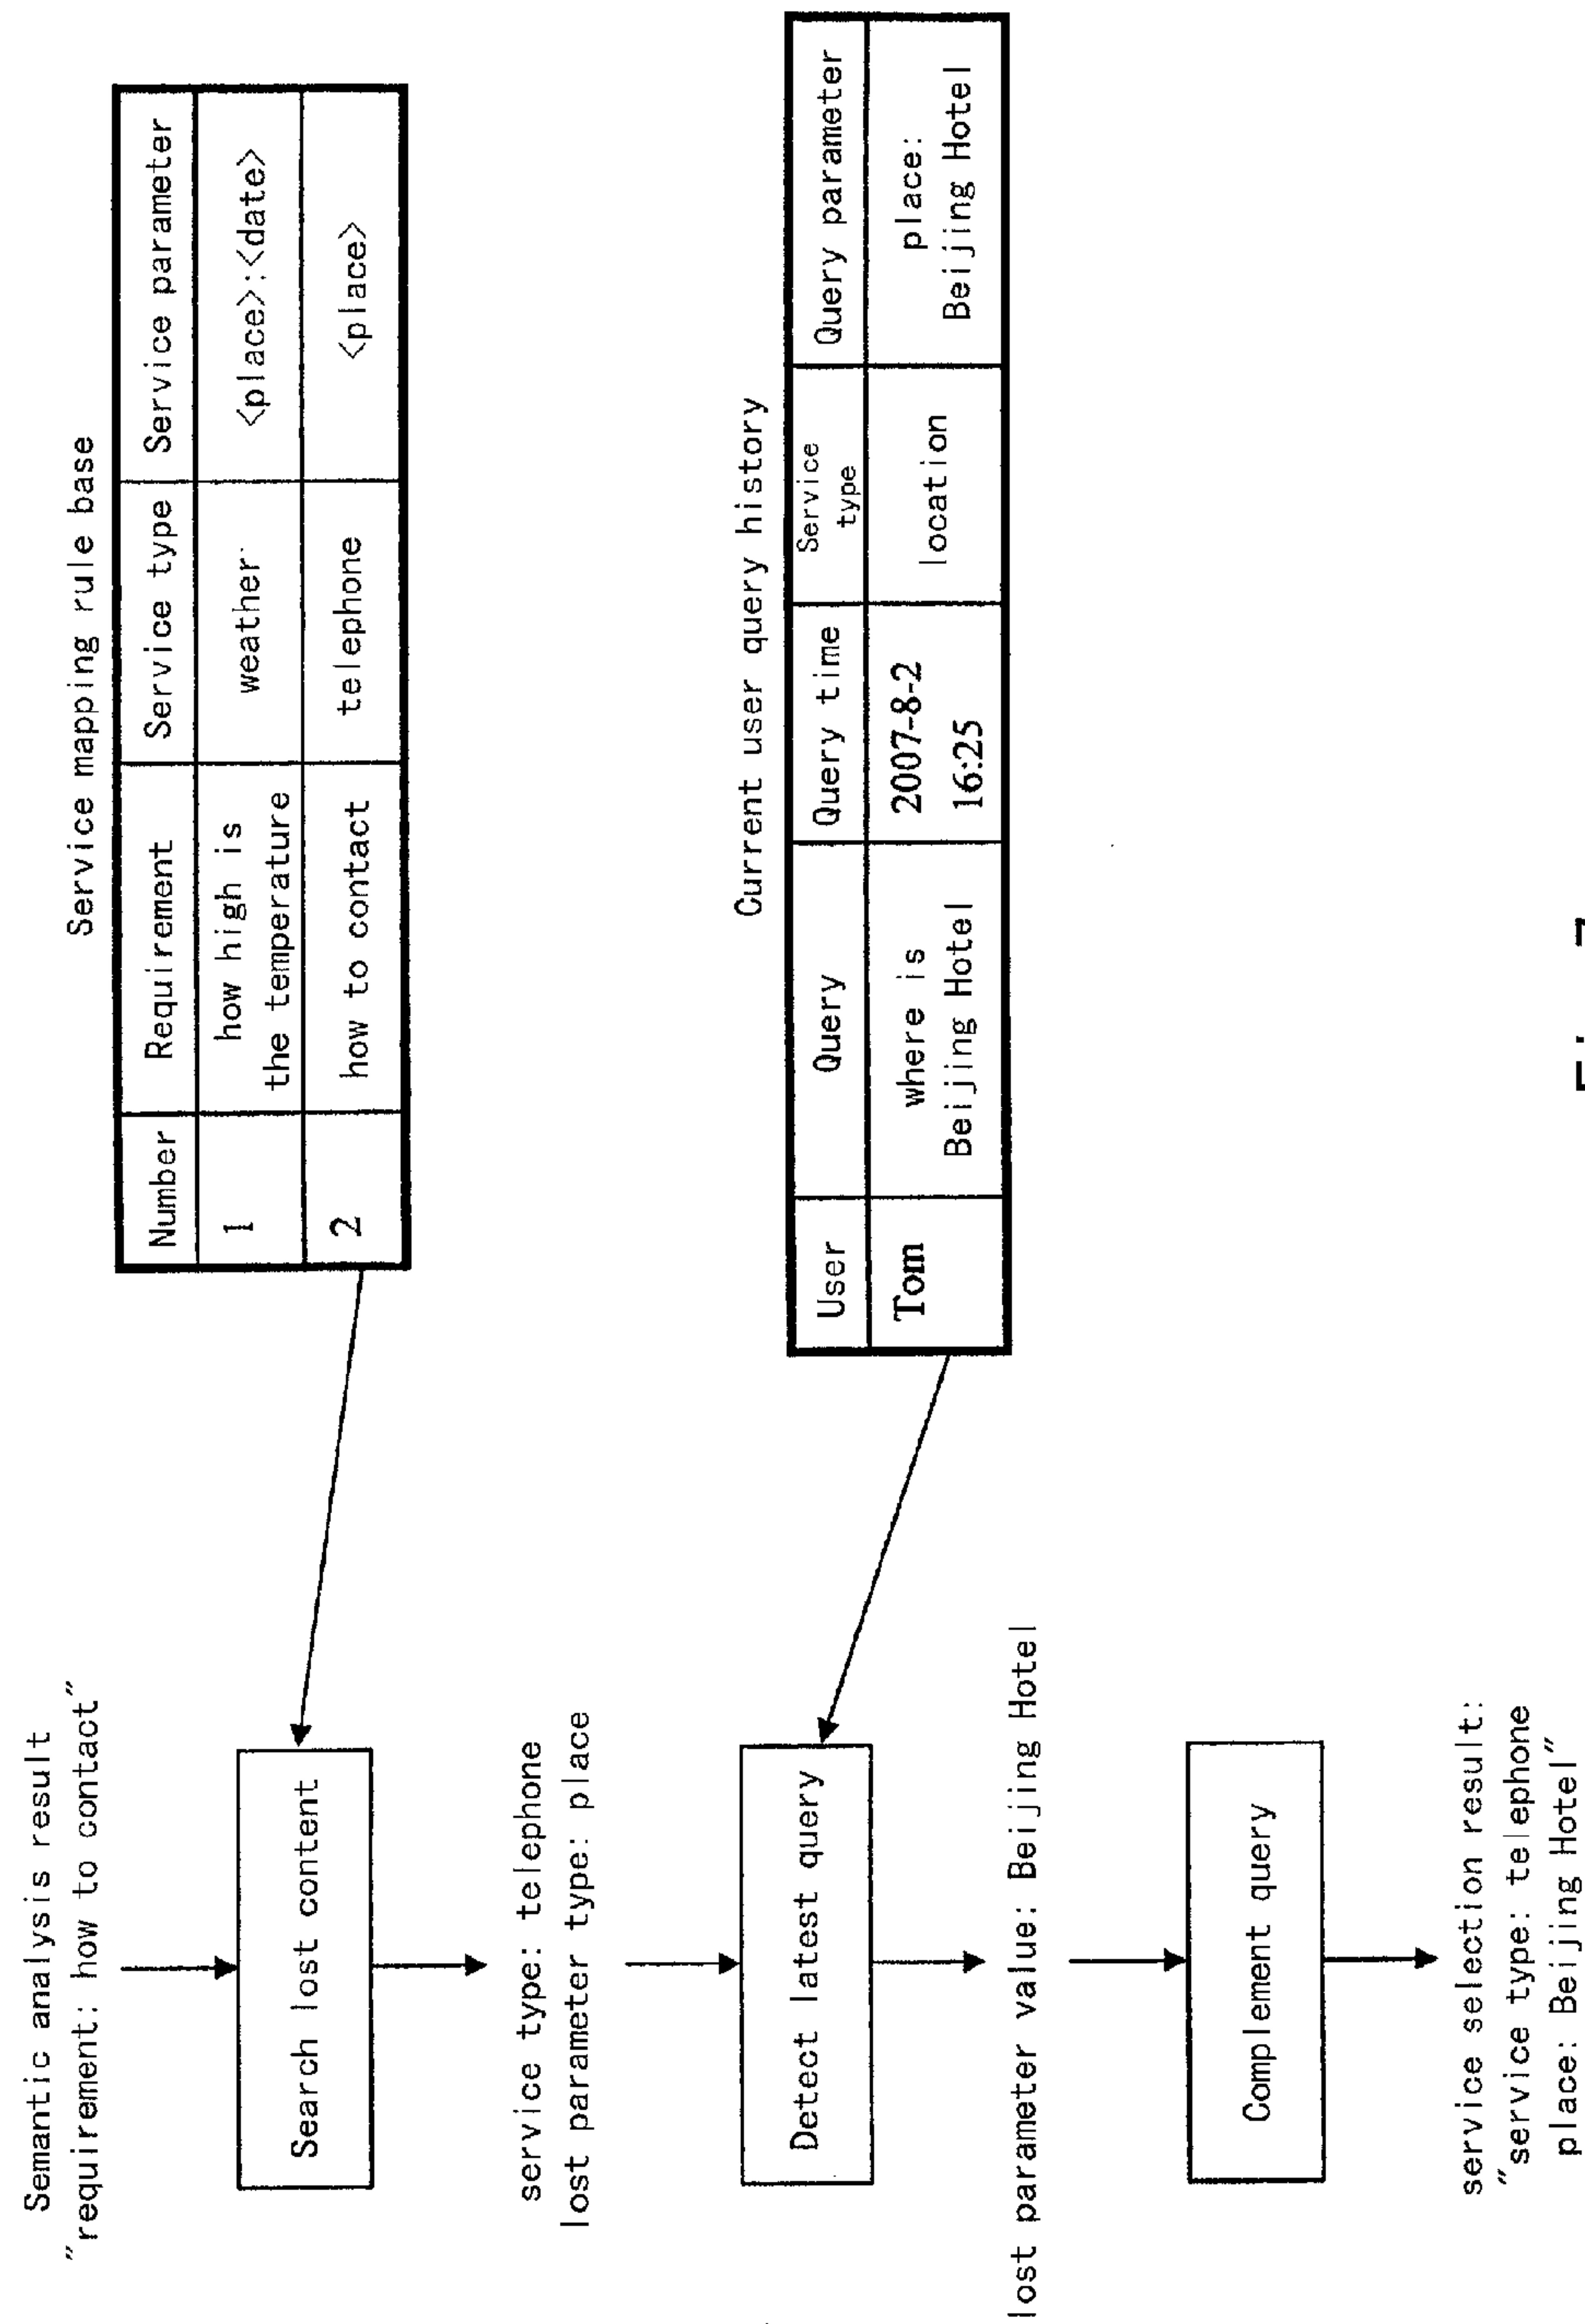 Semantic analysis result
"requirement: how to contact"
Search lost content
service type: telephone
lost parameter type: place
Detect latest query
lost parameter value: Beijing Hotel
Complement query
service selection result:
"service type: telephone
place: Beijing Hotel"
Service mapping rule base
Number Requirement Service type Service parameter
1 how high is the temperature weather <place>:<date>
2 how to contact telephone <place>
Current user query history
User Query Query time Service type Query parameter
Tom where is Beijing Hotel 2007-8-2 16:25 location place: Beijing Hotel